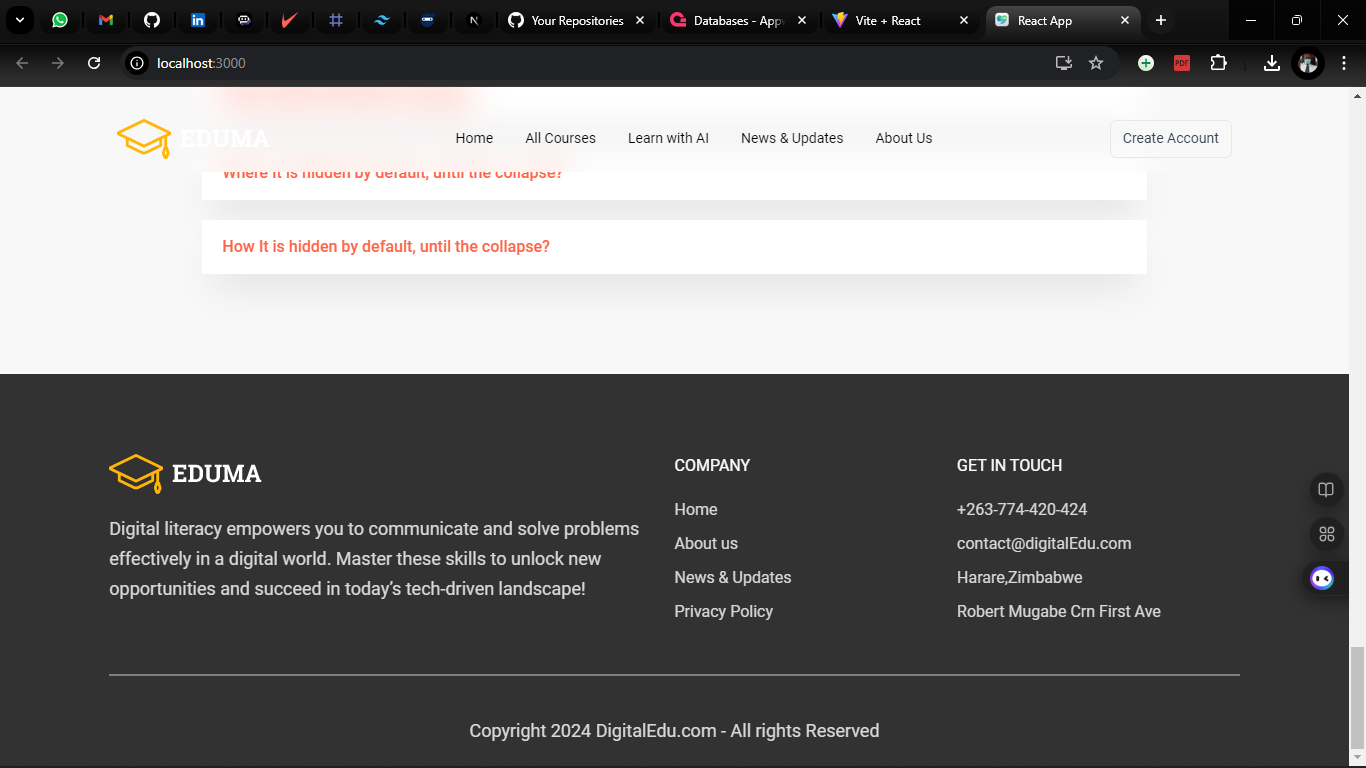 Your Repositories
Databases - Appw
Vite + React
React App
localhost:3000
PDF
EDUMA
Home
All Courses
Learn with AI
News & Updates
About Us
Create Account
Where It is hidden by default, until the collapse?
How It is hidden by default, until the collapse?
EDUMA
Digital literacy empowers you to communicate and solve problems
effectively in a digital world. Master these skills to unlock new
opportunities and succeed in today’s tech-driven landscape!
COMPANY
Home
About us
News & Updates
Privacy Policy
GET IN TOUCH
+263-774-420-424
contact@digitalEdu.com
Harare,Zimbabwe
Robert Mugabe Crn First Ave
Copyright 2024 DigitalEdu.com - All rights Reserved